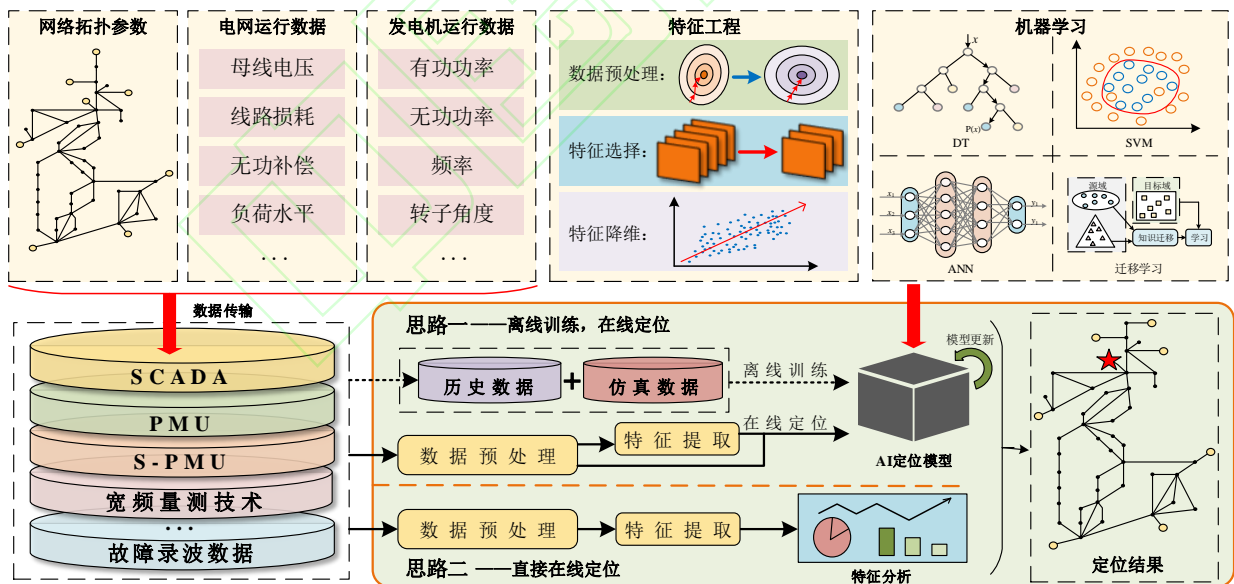 网络拓扑参数
电网运行数据
母线电压
线路损耗
无功补偿
负荷水平
...
发电机运行数据
有功功率
无功功率
频率
转子角度
...
特征工程
数据预处理：
特征选择：
特征降维：
机器学习
x
P(x)
DT
SVM
x₁
x₂
x₃
y₁
ANN
源域
目标域
知识迁移
学习
迁移学习
数据传输
SCADA
PMU
S-PMU
宽频量测技术
...
故障录波数据
思路一 ——离线训练，在线定位
历史数据
+
仿真数据
离线训练
模型更新
在线定位
数据预处理
特征提取
AI定位模型
数据预处理
特征提取
特征分析
思路二 ——直接在线定位
定位结果